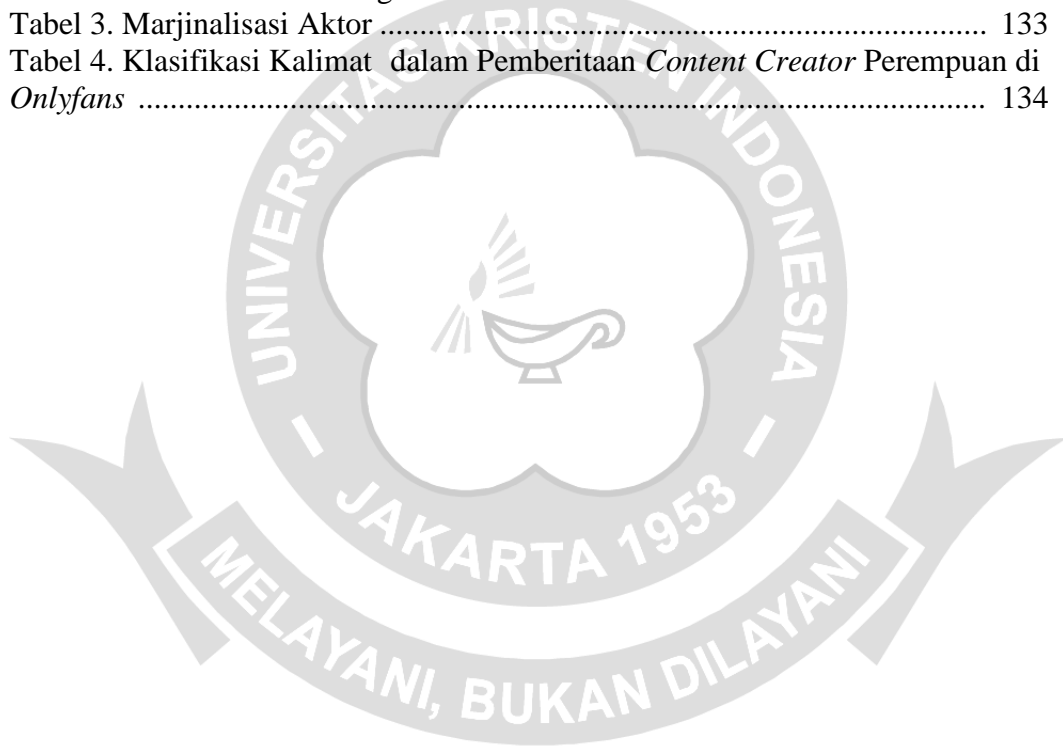 Tabel 3. Marjinalisasi Aktor ............................................................................ 133
Tabel 4. Klasifikasi Kalimat  dalam Pemberitaan Content Creator Perempuan di
Onlyfans .......................................................................................................... 134
UNIVERSITAS KRISTEN INDONESIA
JAKARTA 1953
MELAYANI, BUKAN DILAYANI